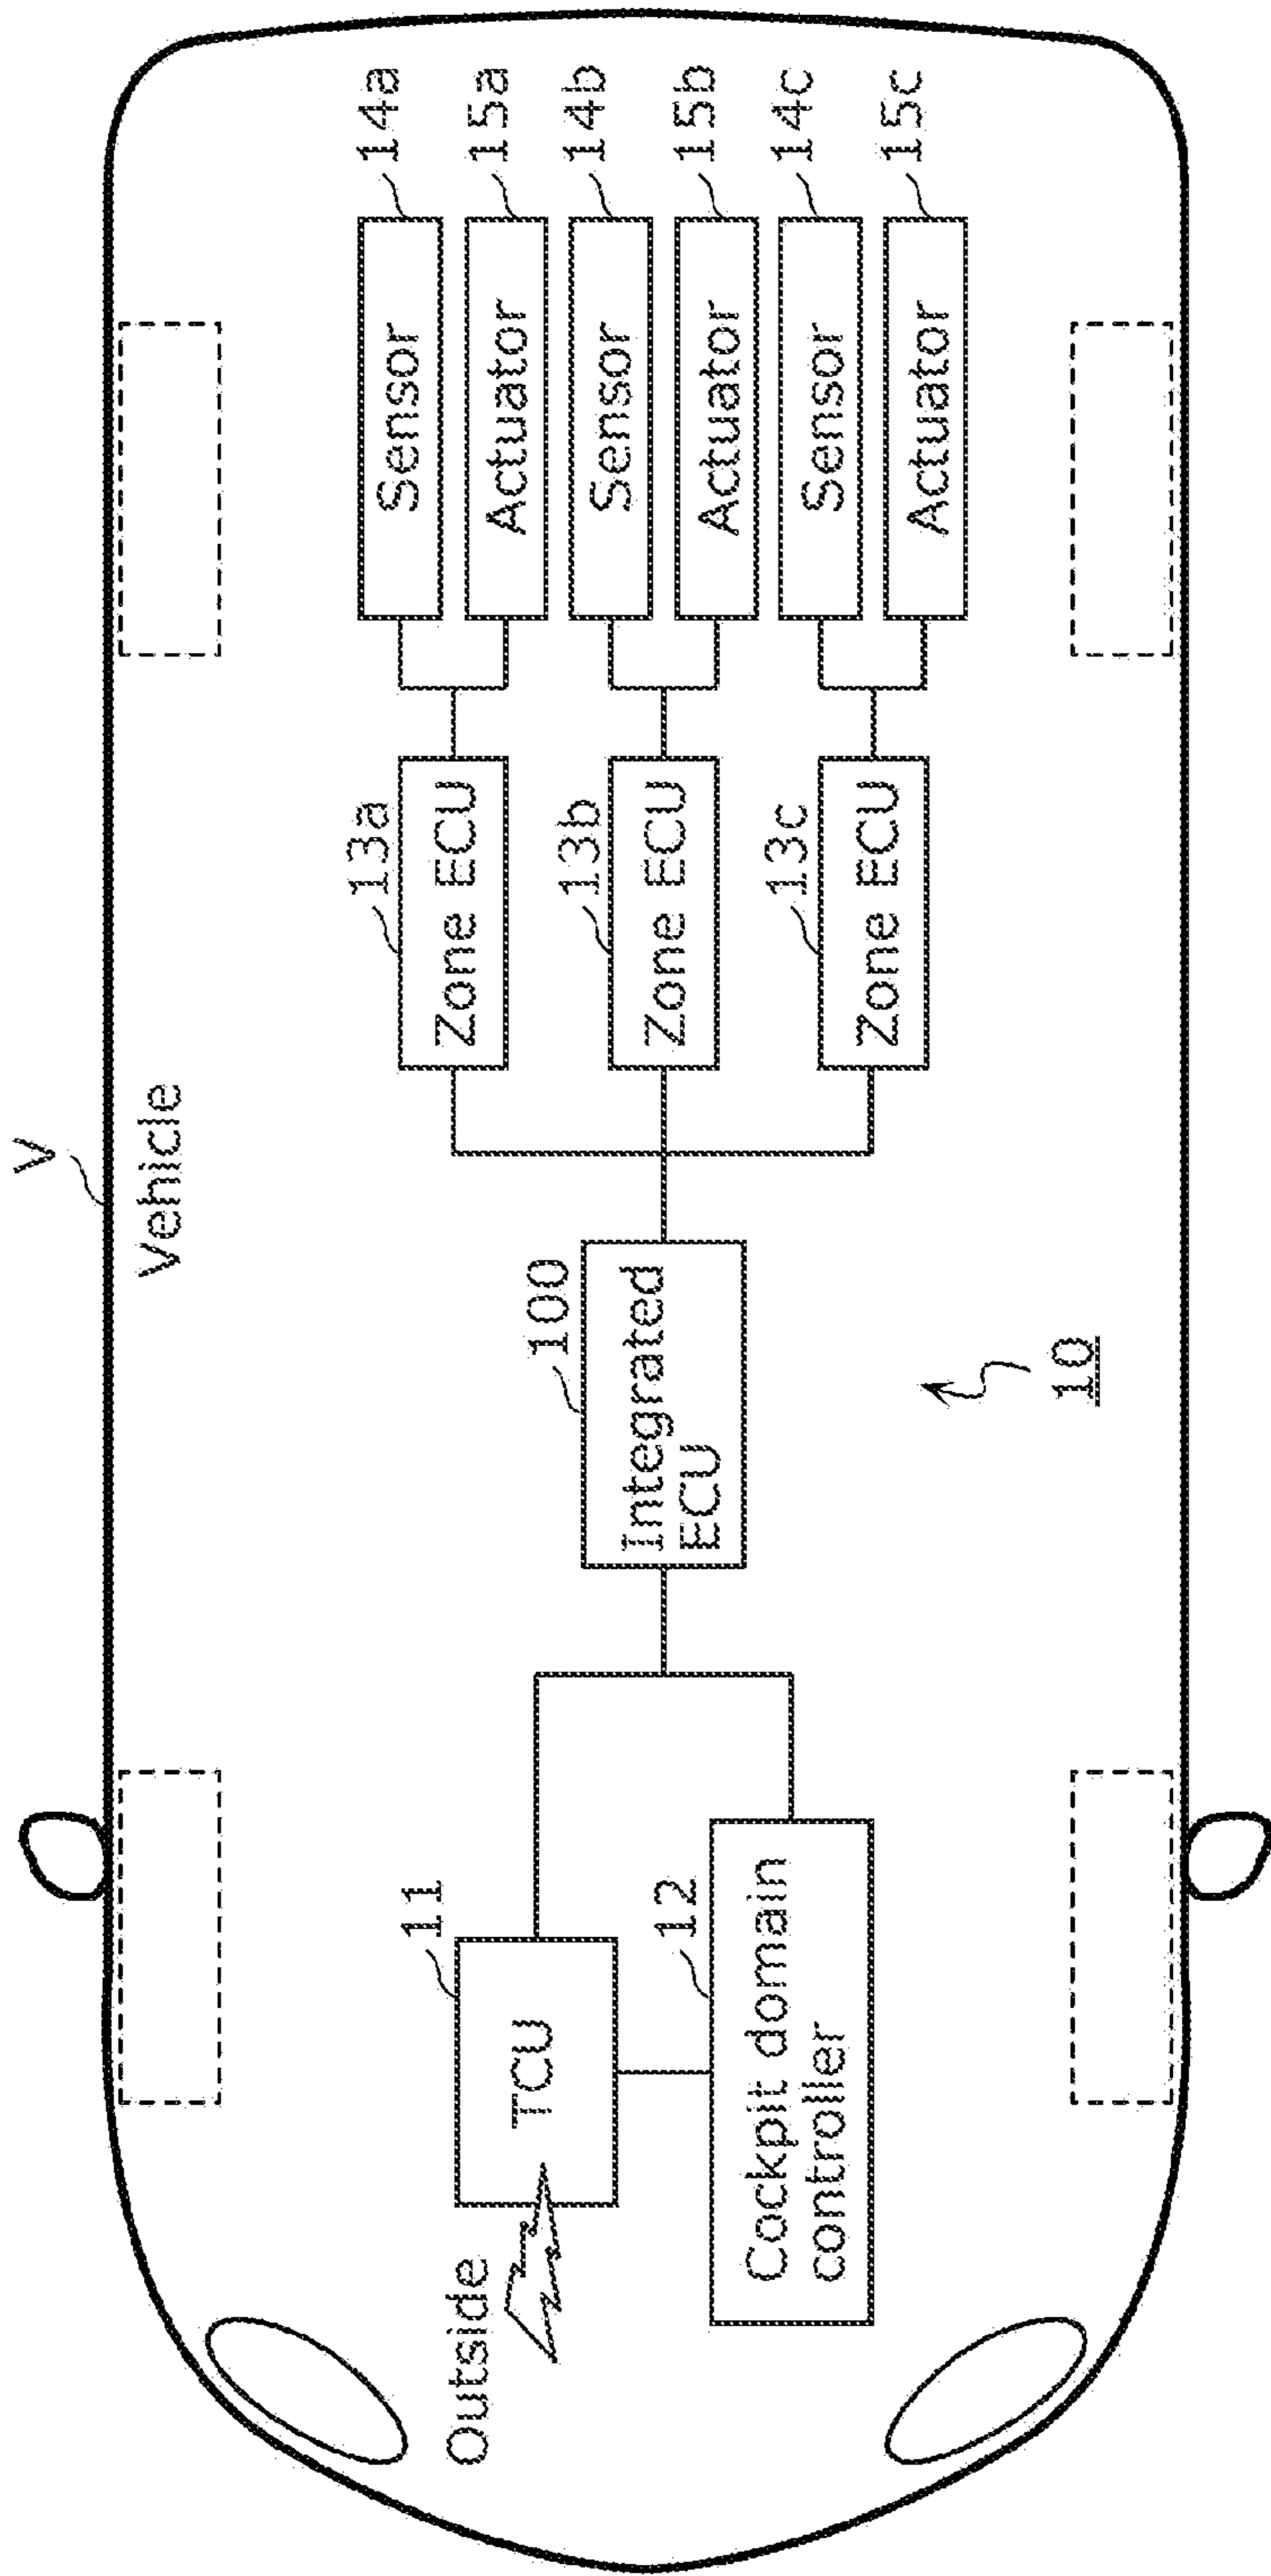 V
Vehicle
Outside
TCU
11
Cockpit domain
controller
12
Integrated
ECU
100
Zone ECU
13a
Zone ECU
13b
Zone ECU
13c
Sensor
14a
Actuator
15a
Sensor
14b
Actuator
15b
Sensor
14c
Actuator
15c
10